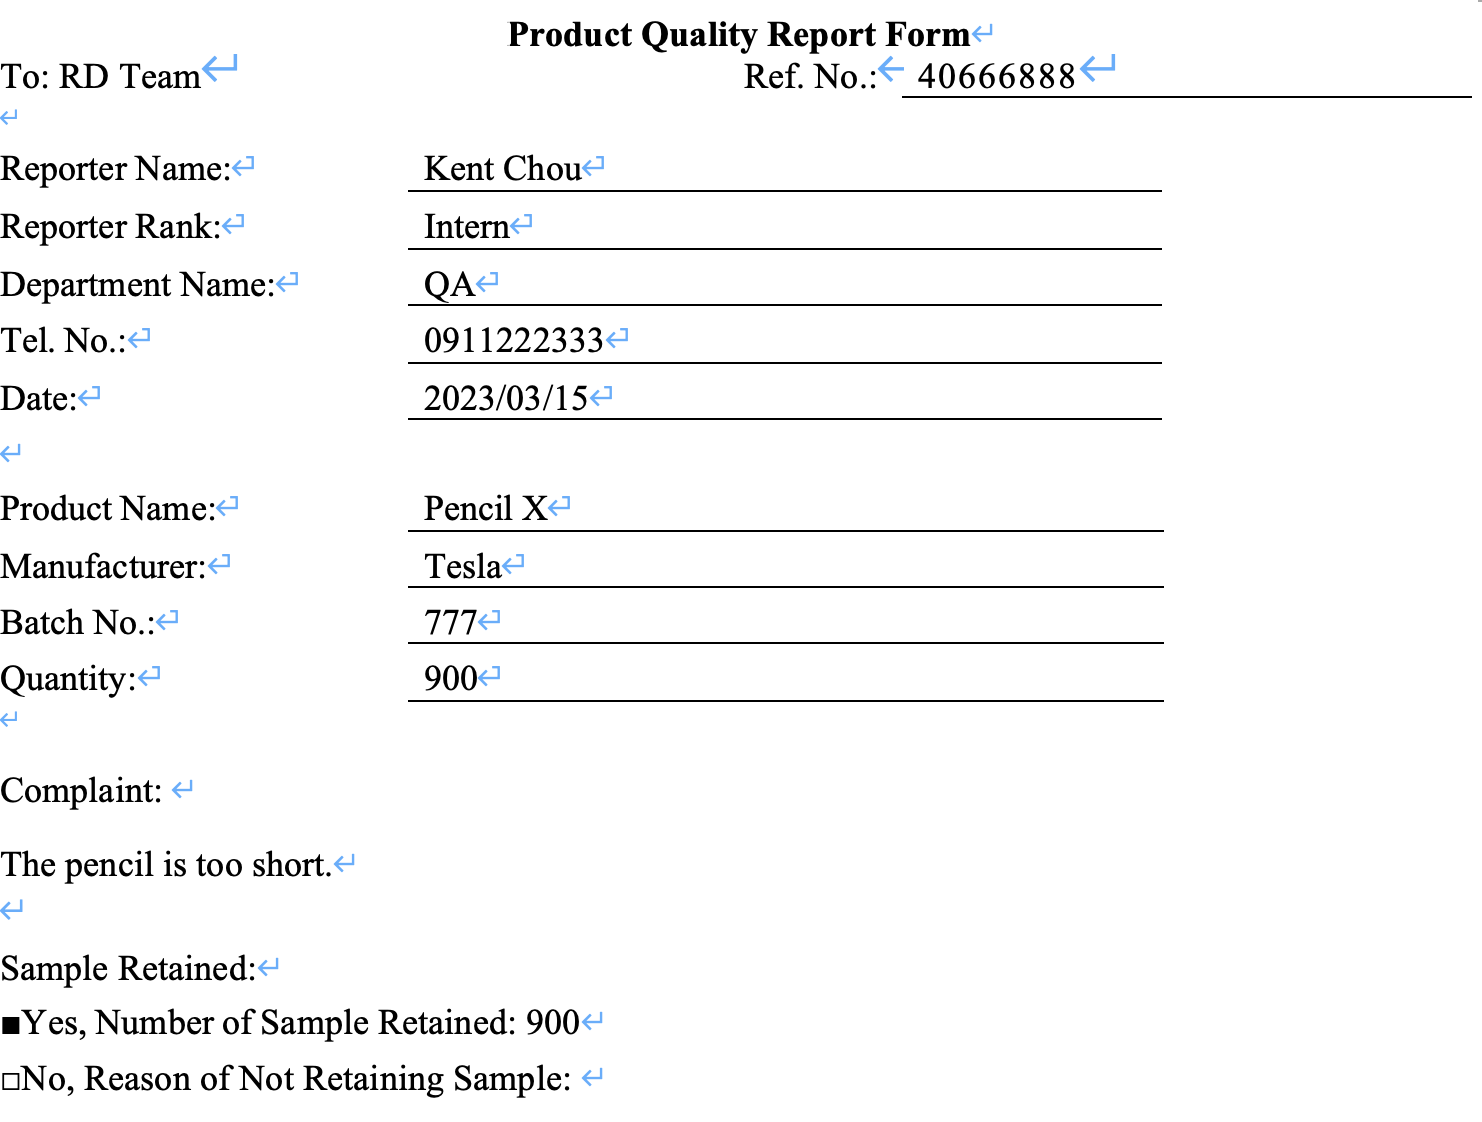 Product Quality Report Form
To: RD Team Ref. No.: 40666888
Reporter Name: Kent Chou
Reporter Rank: Intern
Department Name: QA
Tel. No.: 0911222333
Date: 2023/03/15
Product Name: Pencil X
Manufacturer: Tesla
Batch No.: 777
Quantity: 900
Complaint:
The pencil is too short.
Sample Retained:
■Yes, Number of Sample Retained: 900
□No, Reason of Not Retaining Sample: